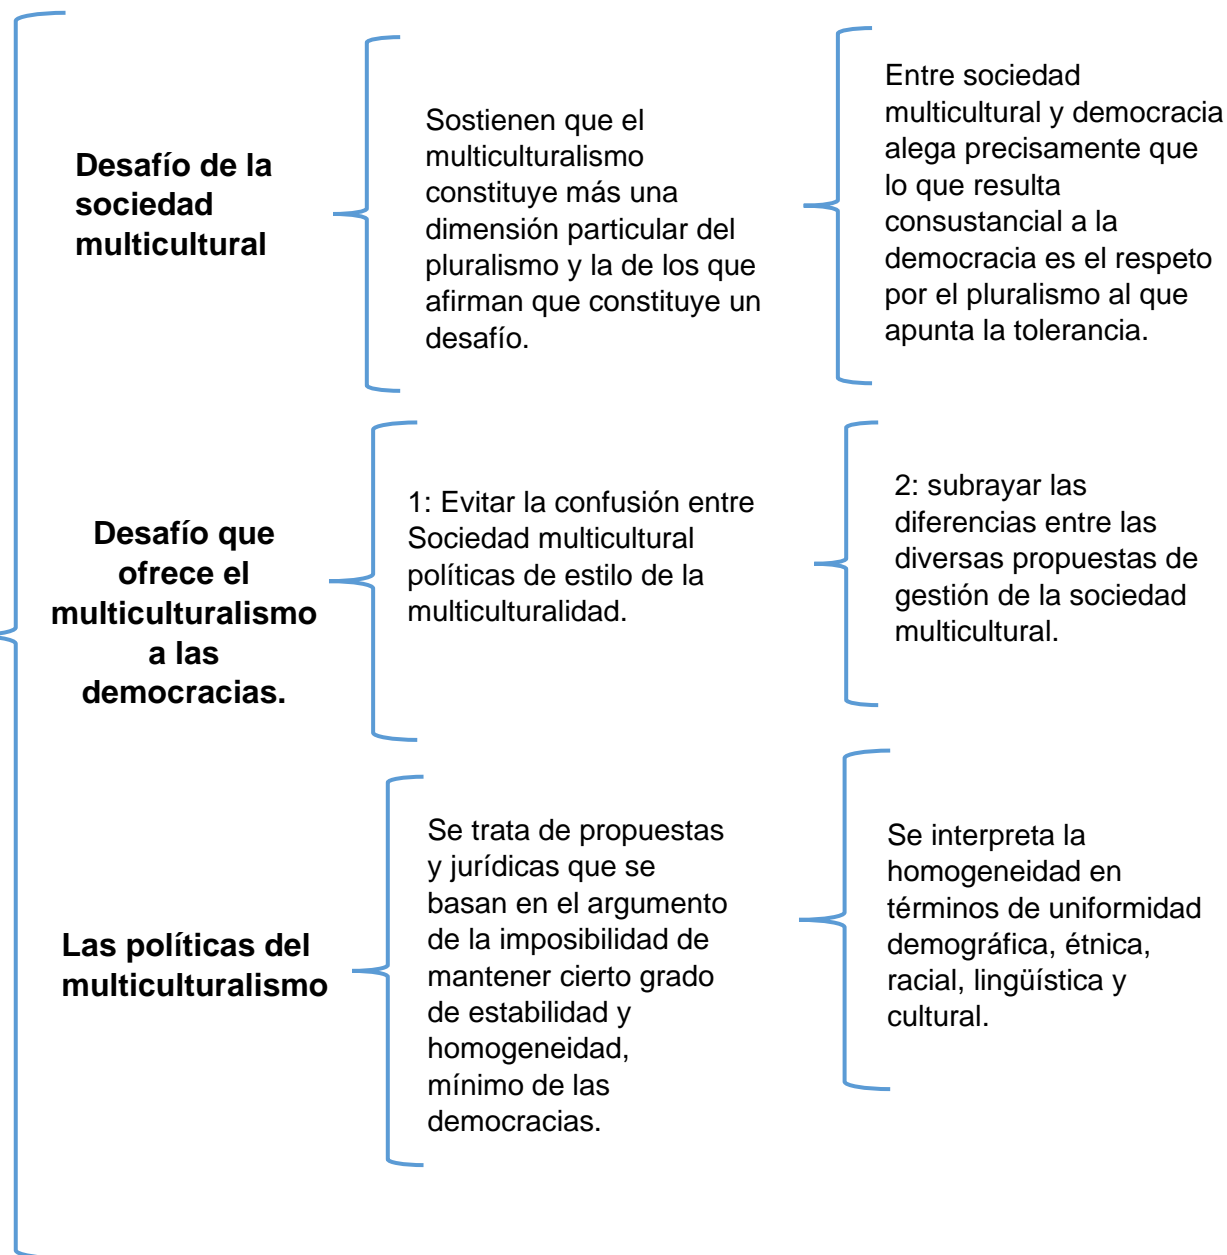 Desafío de la
sociedad
multicultural
Sostienen que el
multiculturalismo
constituye más una
dimensión particular del
pluralismo y la de los que
afirman que constituye un
desafío.
Entre sociedad
multicultural y democracia
alega precisamente que
lo que resulta
consustancial a la
democracia es el respeto
por el pluralismo al que
apunta la tolerancia.
Desafío que
ofrece el
multiculturalismo
a las
democracias.
1: Evitar la confusión entre
Sociedad multicultural
políticas de estilo de la
multiculturalidad.
2: subrayar las
diferencias entre las
diversas propuestas de
gestión de la sociedad
multicultural.
Las políticas del
multiculturalismo
Se trata de propuestas
y jurídicas que se
basan en el argumento
de la imposibilidad de
mantener cierto grado
de estabilidad y
homogeneidad,
mínimo de las
democracias.
Se interpreta la
homogeneidad en
términos de uniformidad
demográfica, étnica,
racial, lingüística y
cultural.